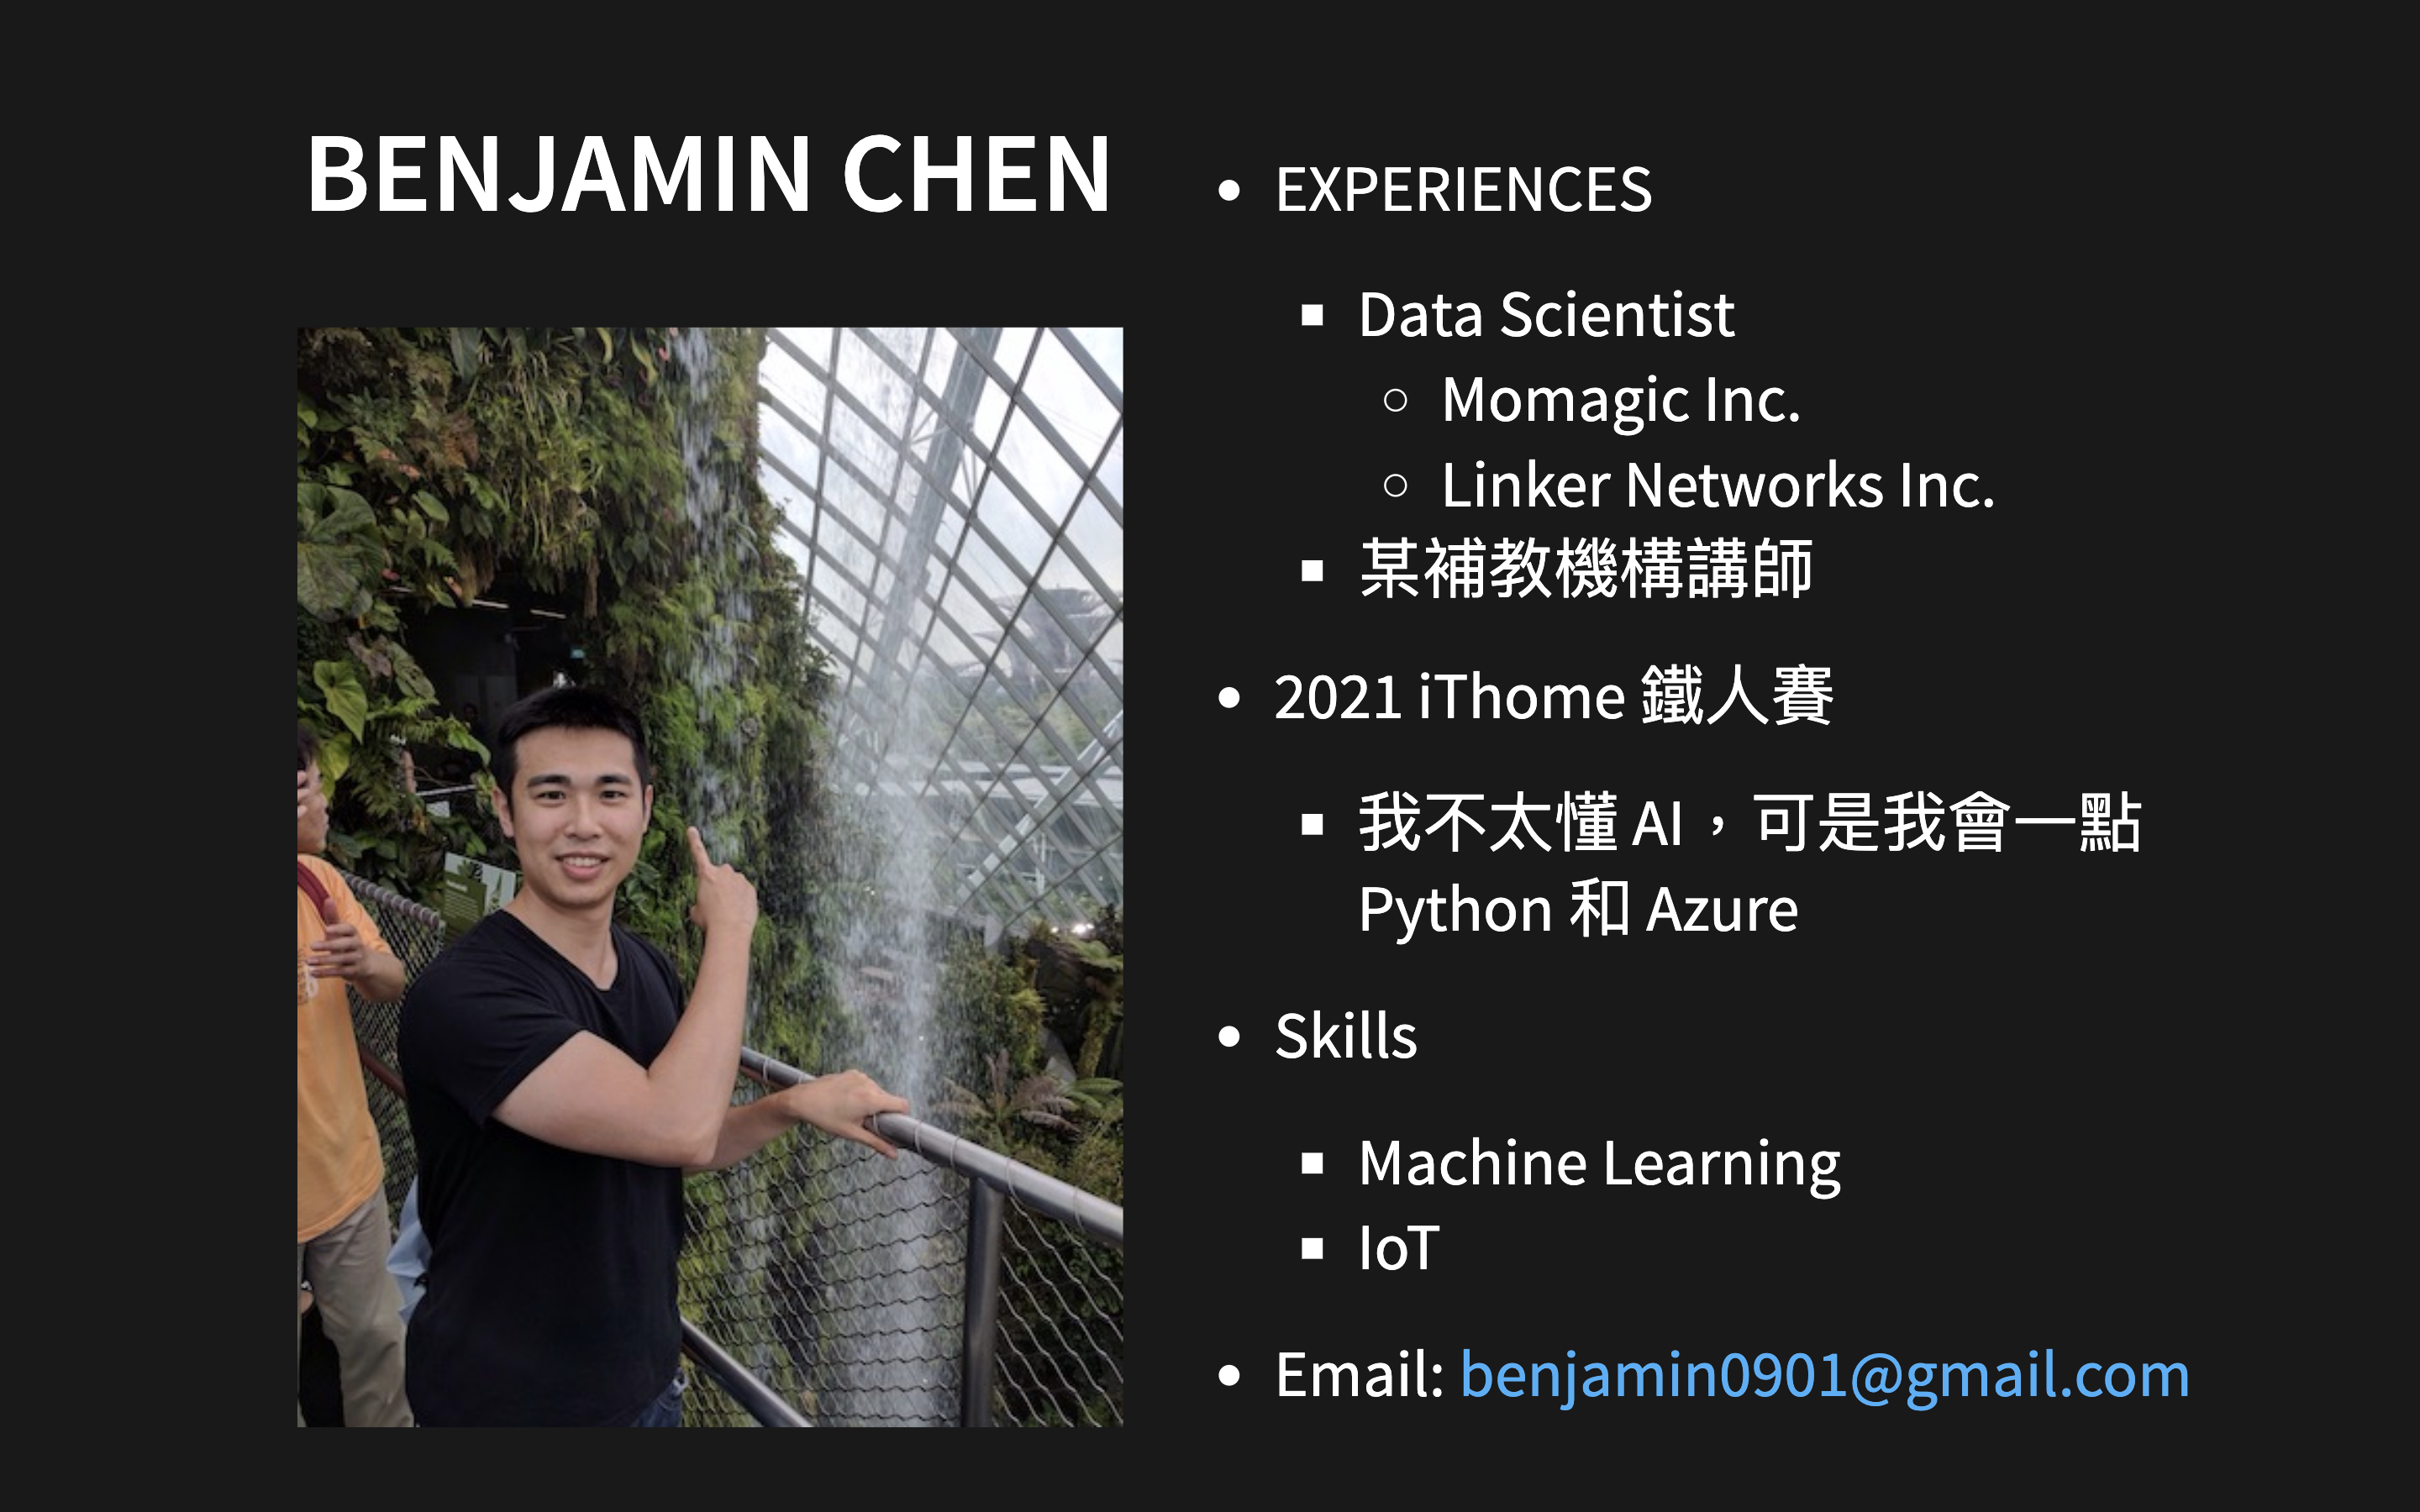 BENJAMIN CHEN
EXPERIENCES
Data Scientist
Momagic Inc.
Linker Networks Inc.
某補教機構講師
2021 iThome 鐵人賽
我不太懂 AI，可是我會一點
Python 和 Azure
Skills
Machine Learning
IoT
Email: benjamin0901@gmail.com